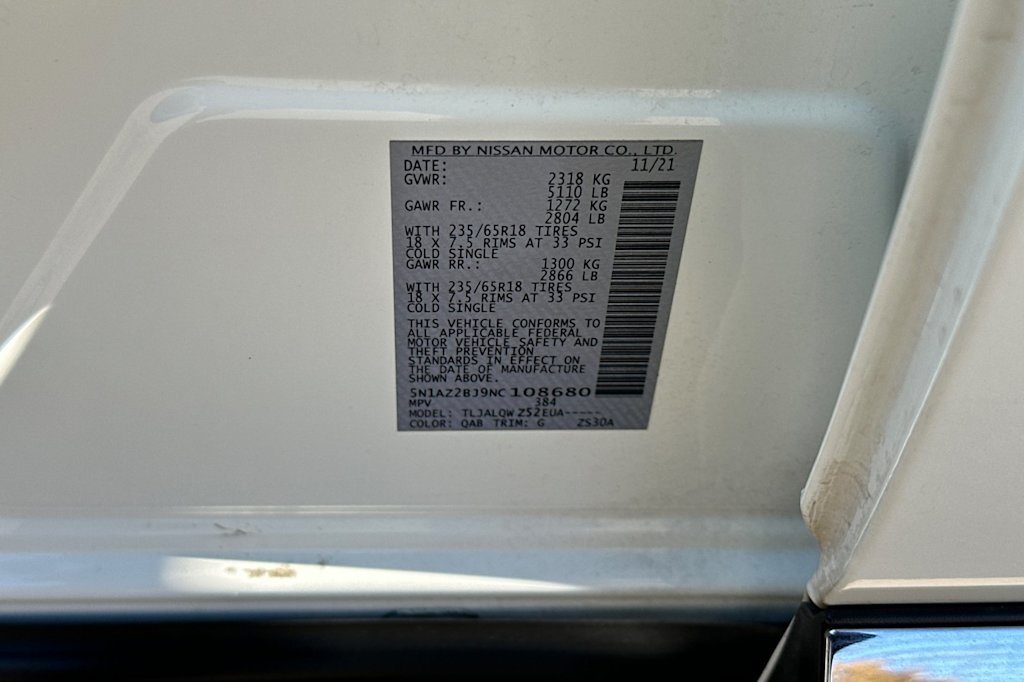 MFD BY NISSAN MOTOR CO., LTD.
DATE: 11/21
GVWR: 2318 KG
5110 LB
GAWR FR.: 1272 KG
2804 LB
WITH 235/65R18 TIRES
18 X 7.5 RIMS AT 33 PSI
COLD SINGLE
GAWR RR.: 1300 KG
2866 LB
WITH 235/65R18 TIRES
18 X 7.5 RIMS AT 33 PSI
COLD SINGLE
THIS VEHICLE CONFORMS TO
ALL APPLICABLE FEDERAL
MOTOR VEHICLE SAFETY AND
THEFT PREVENTION
STANDARDS IN EFFECT ON
THE DATE OF MANUFACTURE
SHOWN ABOVE.
5N1AZ2BJ9NC108680
MPV 384
MODEL: TLJALQWZS2EUA-----
COLOR: QAB TRIM: G ZS30A